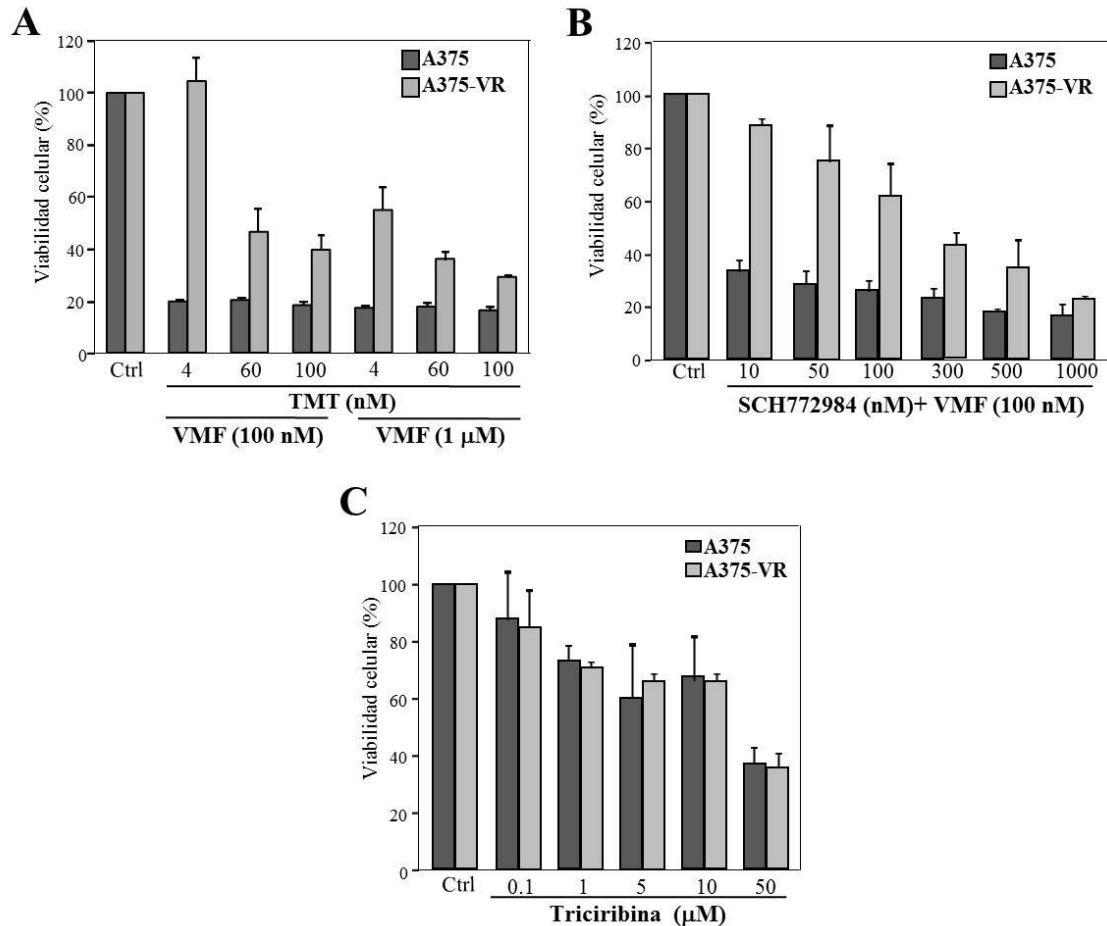 A
120
100
80
60
40
20
0
Viabilidad celular (%)
A375
A375-VR
Ctrl 4 60 100 4 60 100
TMT (nM)
VMF (100 nM) VMF (1 μM)
B
120
100
80
60
40
20
0
Viabilidad celular (%)
A375
A375-VR
Ctrl 10 50 100 300 500 1000
SCH772984 (nM)+ VMF (100 nM)
C
120
100
80
60
40
20
0
Viabilidad celular (%)
A375
A375-VR
Ctrl 0.1 1 5 10 50
Triciribina (μM)